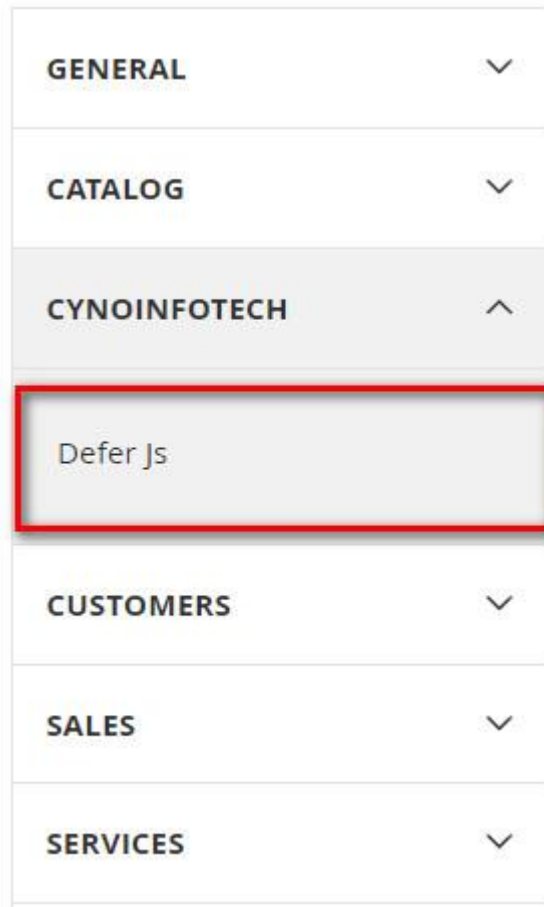 GENERAL
CATALOG
CYNOINFOTECH
Defer Js
CUSTOMERS
SALES
SERVICES